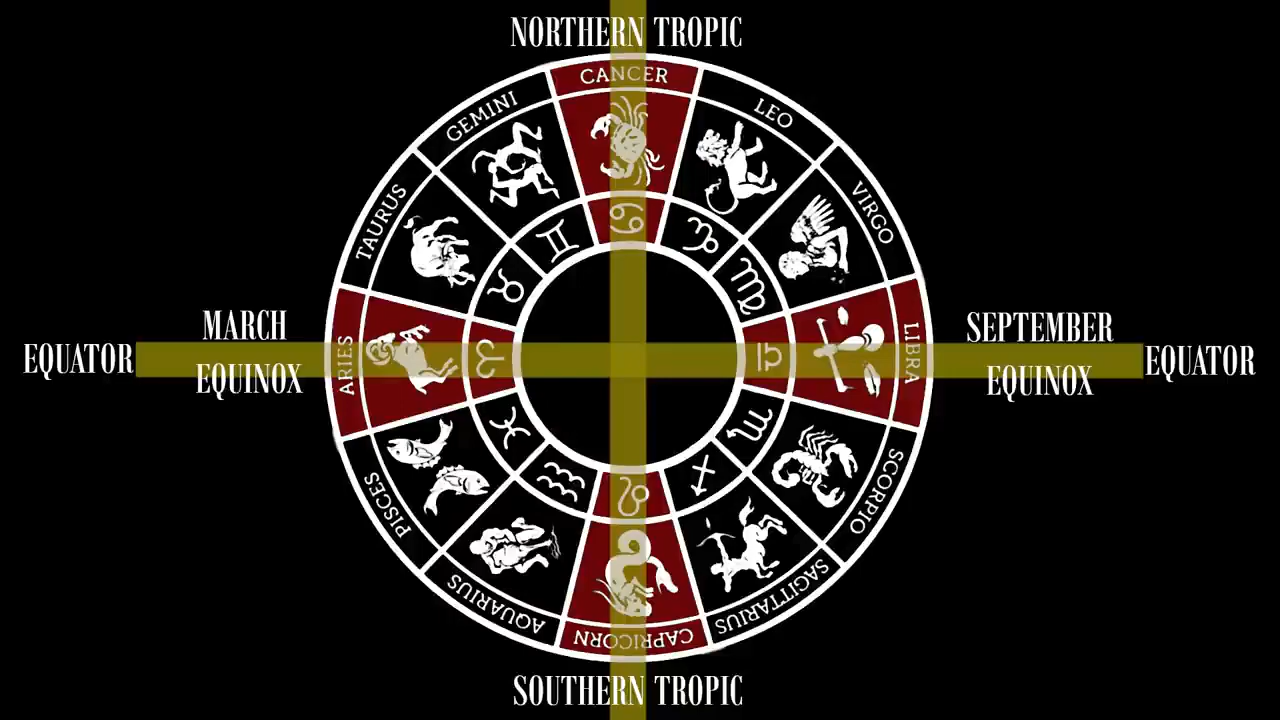 NORTHERN TROPIC
CANCER
GEMINI
LEO
TAURUS
VIRGO
MARCH
EQUINOX
SEPTEMBER
EQUINOX
EQUATOR
ARIES
LIBRA
EQUATOR
PISCES
SCORPIO
AQUARIUS
SAGITTARIUS
CAPRICORN
SOUTHERN TROPIC